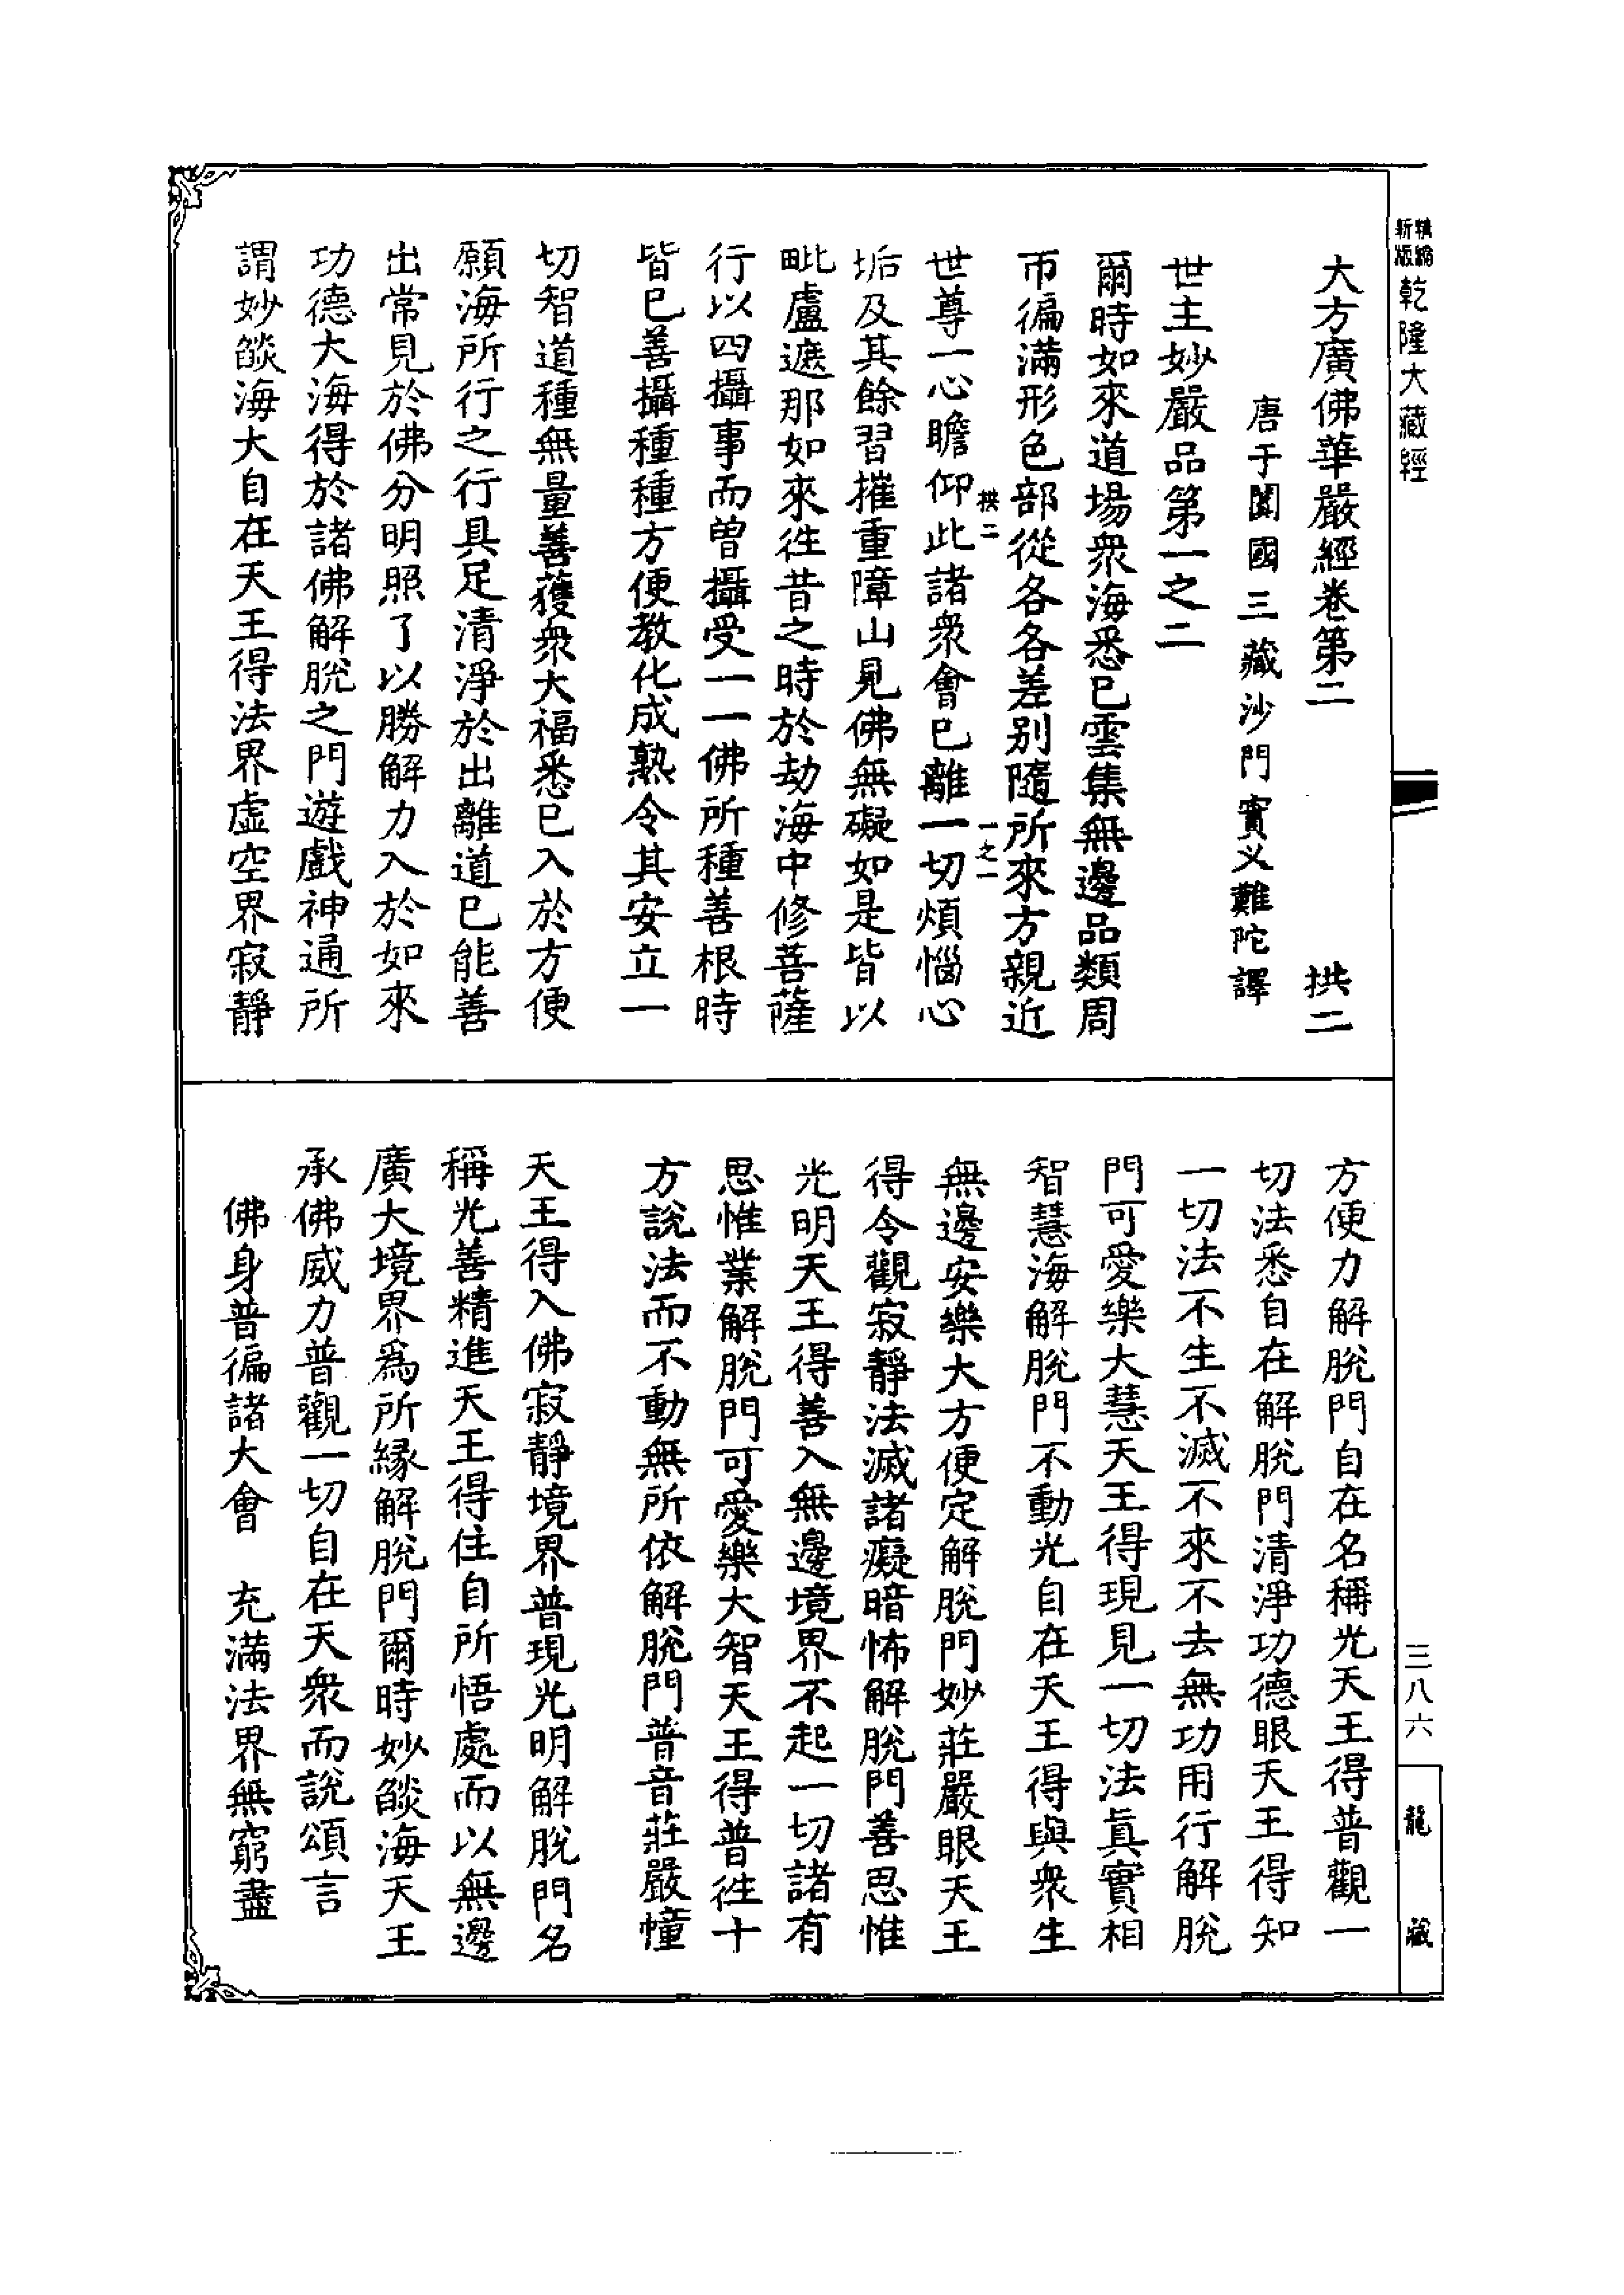 新編縮版
乾隆大藏經
大方廣佛華嚴經卷第二 拱二
唐于闐國三藏沙門實叉難陀譯
世主妙嚴品第一之二
爾時如來道場衆海悉已雲集無邊品類周
帀徧滿形色部從各各差别隨所來方親近
拱二 一之一
世尊一心瞻仰此諸衆會已離一切煩惱心
垢及其餘習摧重障山見佛無礙如是皆以
毗盧遮那如來徃昔之時於劫海中修菩薩
行以四攝事而曾攝受一一佛所種善根時
皆已善攝種種方便教化成熟令其安立一
切智道種無量善獲衆大福悉已入於方便
願海所行之行具足清淨於出離道已能善
出常見於佛分明照了以勝解力入於如來
功德大海得於諸佛解脫之門遊戲神通所
謂妙燄海大自在天王得法界虛空界寂靜
方便力解脫門自在名稱光天王得普觀一
切法悉自在解脫門清淨功德眼天王得知
一切法不生不滅不來不去無功用行解脫
門可愛樂大慧天王得現見一切法眞實相
智慧海解脫門不動光自在天王得與衆生
無邊安樂大方便定解脫門妙莊嚴眼天王
得令觀寂靜法滅諸癡暗怖解脫門善思惟
光明天王得善入無邊境界不起一切諸有
思惟業解脫門可愛樂大智天王得普徃十
方說法而不動無所依解脫門普音莊嚴幢
天王得入佛寂靜境界普現光明解脫門名
稱光善精進天王得住自所悟處而以無邊
廣大境界爲所緣解脫門爾時妙燄海天王
承佛威力普觀一切自在天衆而說頌言
佛身普徧諸大會 充滿法界無窮盡
三八六
龍藏